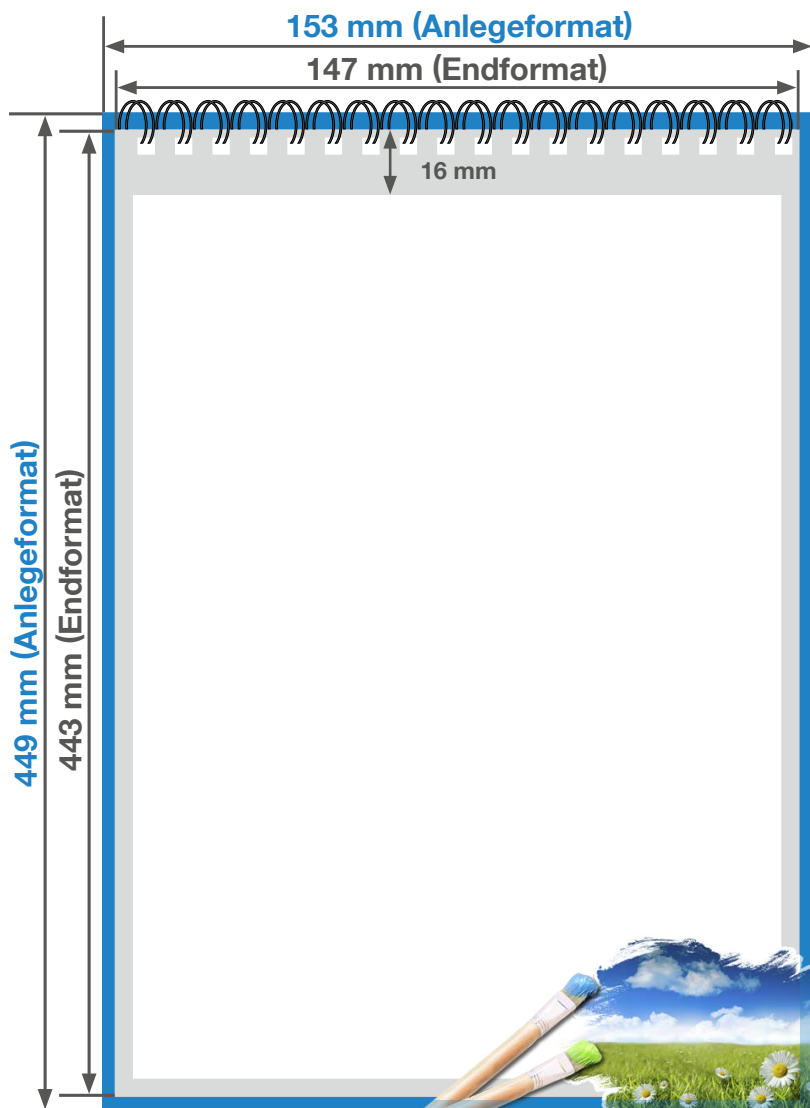 153 mm (Anlegeformat)
147 mm (Endformat)
16 mm
449 mm (Anlegeformat)
443 mm (Endformat)